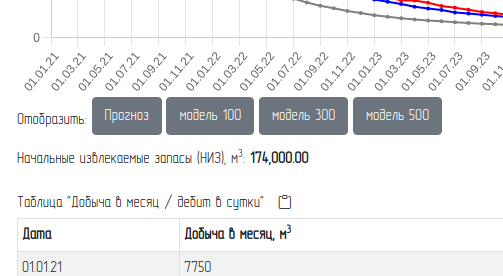 0
01.01.21 01.03.21 01.05.21 01.07.21 01.09.21 01.11.21 01.01.22 01.03.22 01.05.22 01.07.22 01.09.22 01.11.22 01.01.23 01.03.23 01.05.23 01.07.23 01.09.23 01.11
Отобразить: Прогноз модель 100 модель 300 модель 500
Начальные извлекаемые запасы (НИЗ), м³: 174,000.00
Таблица "Добыча в месяц / дебит в сутки"
Дата Добыча в месяц, м³
01.01.21 7750